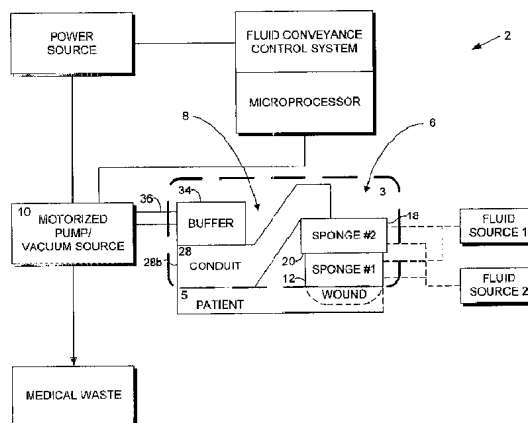 POWER
SOURCE
FLUID CONVEYANCE
CONTROL SYSTEM
MICROPROCESSOR
2
8
6
10
MOTORIZED
PUMP/
VACUUM SOURCE
36
34
BUFFER
3
18
28
CONDUIT
28b
SPONGE #2
20
SPONGE #1
12
5
PATIENT
WOUND
FLUID
SOURCE 1
FLUID
SOURCE 2
MEDICAL WASTE